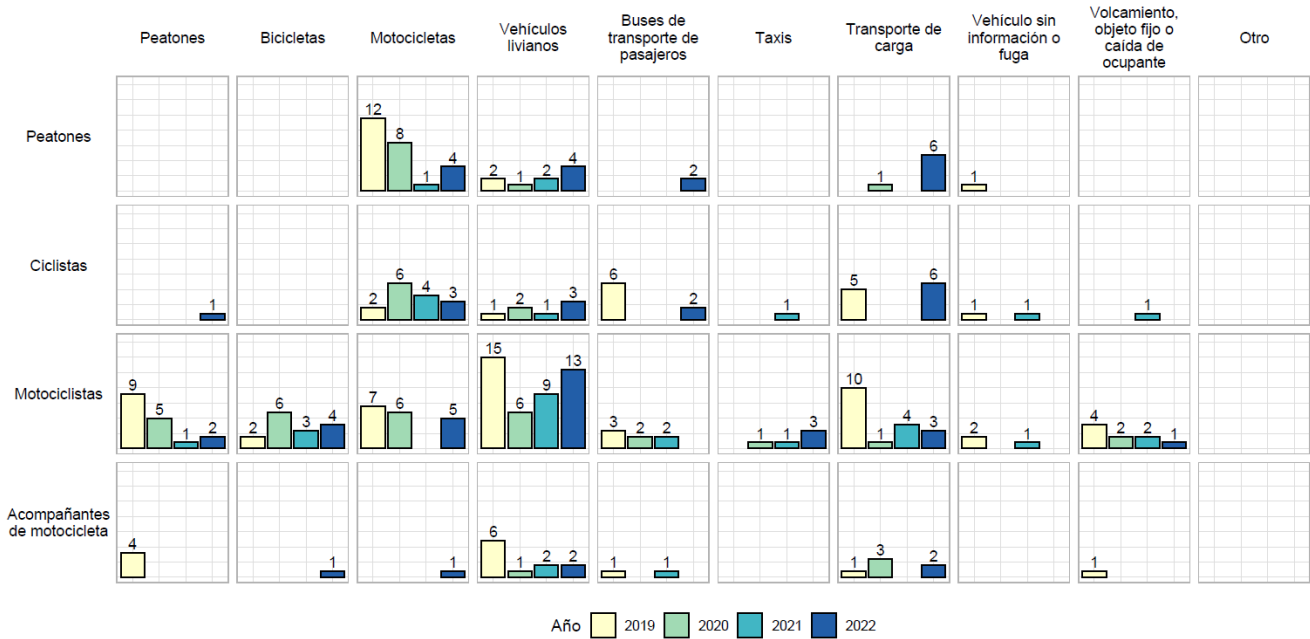 Peatones
Bicicletas
Motocicletas
Vehículos
livianos
Buses de
transporte de
pasajeros
Taxis
Transporte de
carga
Vehículo sin
información o
fuga
Volcamiento,
objeto fijo o
caída de
ocupante
Otro
Peatones
12 8 1 4
2 1 2 4
2
1 6
1
Ciclistas
1
2 6 4 3
1 2 1 3
6 2
1
5 6
1 1
1
Motociclistas
9 5 1 2
2 6 3 4
7 6 5
15 6 9 13
3 2 2
1 1 3
10 1 4 3
2 1
4 2 2 1
Acompañantes
de motocicleta
4
1
1
6 1 2 2
1 1
1 3 2
1
Año 2019 2020 2021 2022